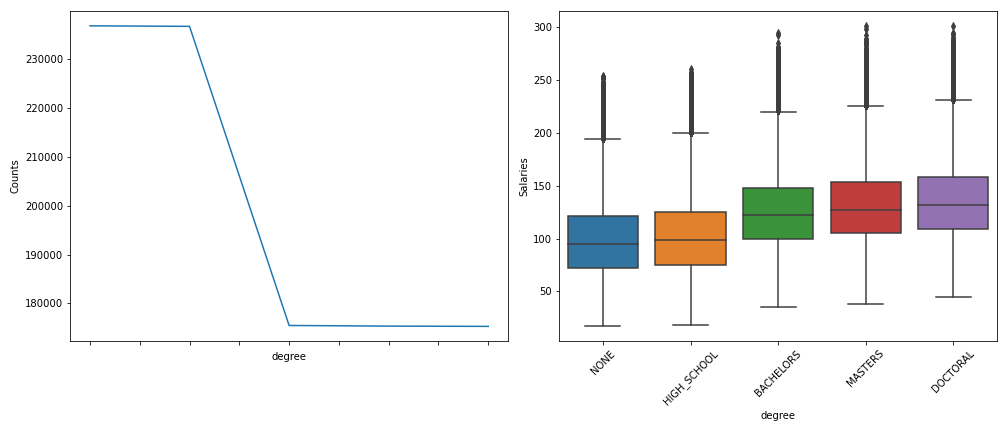 230000
220000
210000
200000
190000
180000
Counts
degree
300
250
200
150
100
50
Salaries
NONE
HIGH_SCHOOL
BACHELORS
MASTERS
DOCTORAL
degree